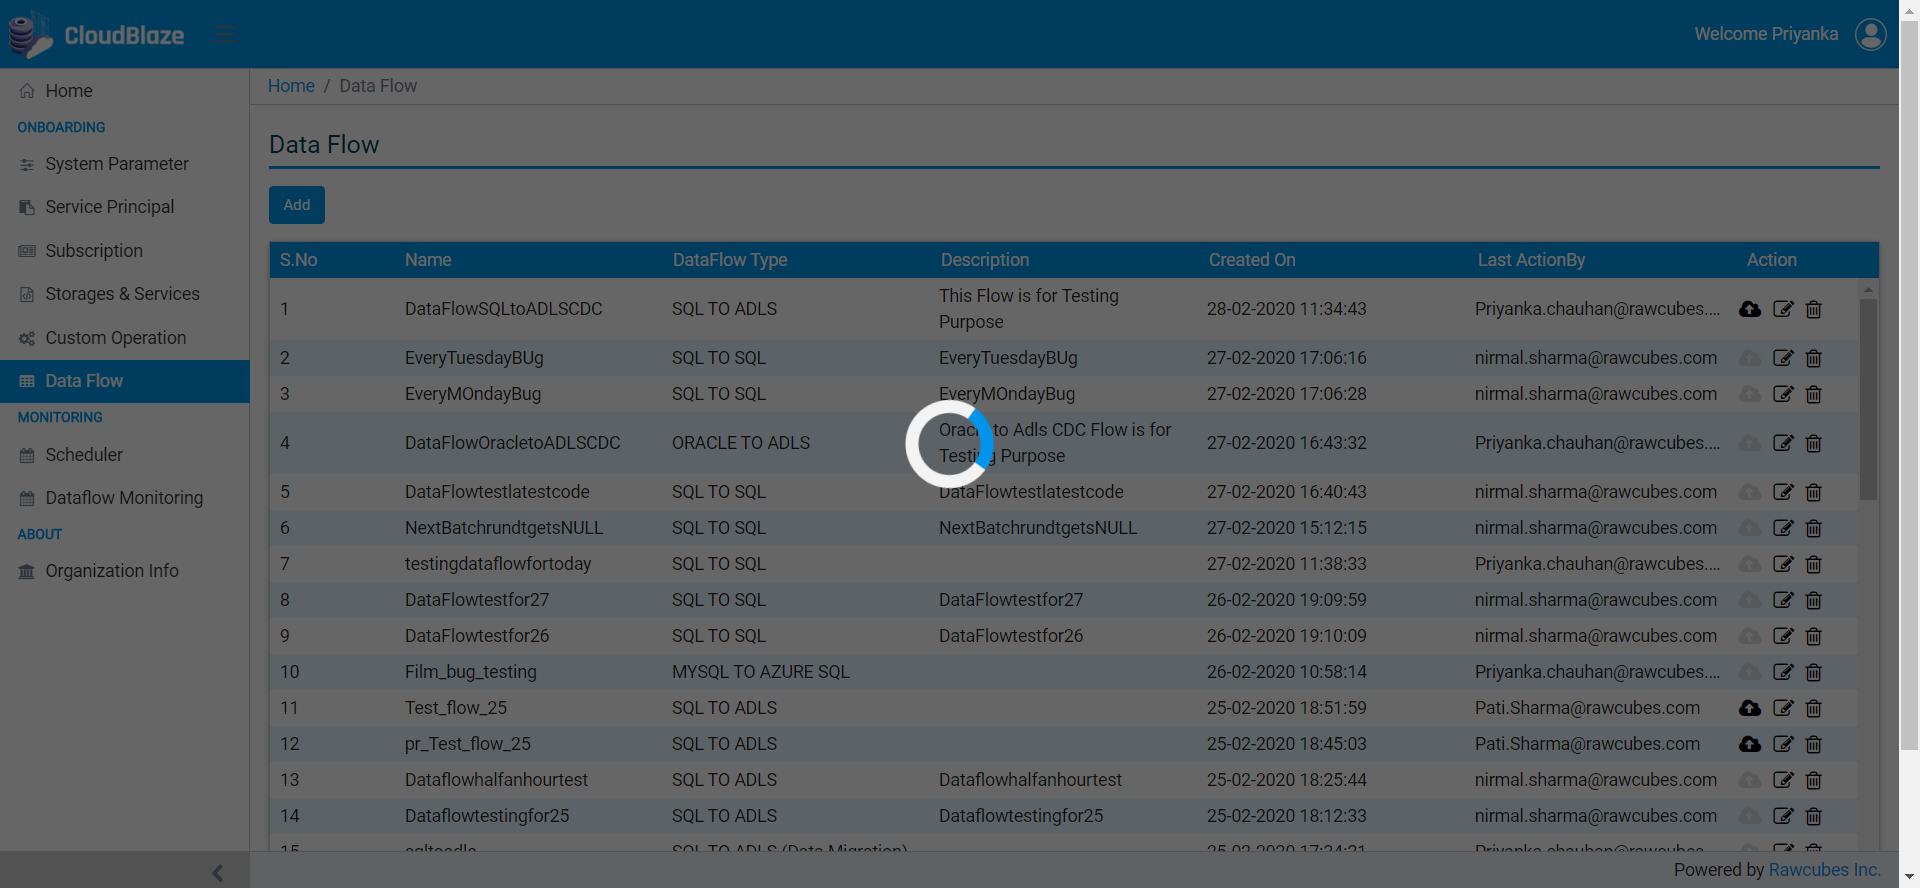 CloudBlaze
Welcome Priyanka
Home
ONBOARDING
System Parameter
Service Principal
Subscription
Storages & Services
Custom Operation
Data Flow
MONITORING
Scheduler
Dataflow Monitoring
ABOUT
Organization Info
Home / Data Flow
Data Flow
Add
S.No Name DataFlow Type Description Created On Last ActionBy Action
1 DataFlowSQLtoADLSCDC SQL TO ADLS This Flow is for Testing Purpose 28-02-2020 11:34:43 Priyanka.chauhan@rawcubes....
2 EveryTuesdayBUg SQL TO SQL EveryTuesdayBUg 27-02-2020 17:06:16 nirmal.sharma@rawcubes.com
3 EveryMOndayBug SQL TO SQL EveryMOndayBug 27-02-2020 17:06:28 nirmal.sharma@rawcubes.com
4 DataFlowOracletoADLSCDC ORACLE TO ADLS Oracle to Adls CDC Flow is for Testing Purpose 27-02-2020 16:43:32 Priyanka.chauhan@rawcubes....
5 DataFlowtestlatestcode SQL TO SQL DataFlowtestlatestcode 27-02-2020 16:40:43 nirmal.sharma@rawcubes.com
6 NextBatchrundtgetsNULL SQL TO SQL NextBatchrundtgetsNULL 27-02-2020 15:12:15 nirmal.sharma@rawcubes.com
7 testingdataflowfortoday SQL TO SQL 27-02-2020 11:38:33 Priyanka.chauhan@rawcubes....
8 DataFlowtestfor27 SQL TO SQL DataFlowtestfor27 26-02-2020 19:09:59 nirmal.sharma@rawcubes.com
9 DataFlowtestfor26 SQL TO SQL DataFlowtestfor26 26-02-2020 19:10:09 nirmal.sharma@rawcubes.com
10 Film_bug_testing MYSQL TO AZURE SQL 26-02-2020 10:58:14 Priyanka.chauhan@rawcubes....
11 Test_flow_25 SQL TO ADLS 25-02-2020 18:51:59 Pati.Sharma@rawcubes.com
12 pr_Test_flow_25 SQL TO ADLS 25-02-2020 18:45:03 Pati.Sharma@rawcubes.com
13 Dataflowhalfanhourtest SQL TO ADLS Dataflowhalfanhourtest 25-02-2020 18:25:44 nirmal.sharma@rawcubes.com
14 Dataflowtestingfor25 SQL TO ADLS Dataflowtestingfor25 25-02-2020 18:12:33 nirmal.sharma@rawcubes.com
15 sqltoadls SQL TO ADLS (Data Migration)
Powered by Rawcubes Inc.